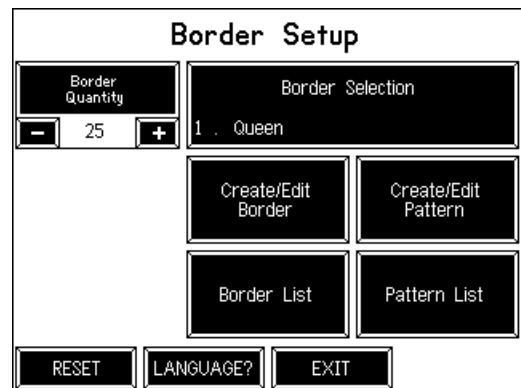 Border Setup
Border
Quantity
- 25 +
Border Selection
1 . Queen
Create/Edit
Border
Create/Edit
Pattern
Border List
Pattern List
RESET
LANGUAGE?
EXIT